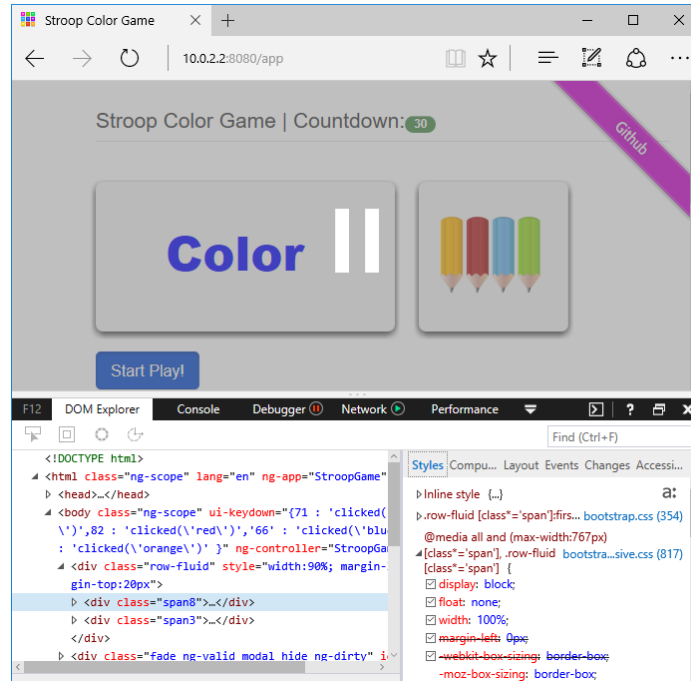 Stroop Color Game
10.0.2.2:8080/app
Stroop Color Game | Countdown: 30
Github
Color
Start Play!
F12 DOM Explorer Console Debugger Network Performance ?
Find (Ctrl+F)
<!DOCTYPE html>
<html class="ng-scope" lang="en" ng-app="StroopGame"
<head>…</head>
<body class="ng-scope" ui-keydown="{71 : 'clicked(
\')',82 : 'clicked(\'red\')','66' : 'clicked(\'blu
: 'clicked(\'orange\')' }" ng-controller="StroopGa
<div class="row-fluid" style="width:90%; margin-
gin-top:20px">
<div class="span8">…</div>
<div class="span3">…</div>
</div>
<div class="fade ng-valid modal hide ng-dirty" i
Styles Compu... Layout Events Changes Accessi...
Inline style {…}
a:
.row-fluid [class*='span']:firs... bootstrap.css (354)
@media all and (max-width:767px)
[class*='span'], .row-fluid bootstra...sive.css (817)
[class*='span'] {
display: block;
float: none;
width: 100%;
margin-left: 0px;
-webkit-box-sizing: border-box;
-moz-box-sizing: border-box;